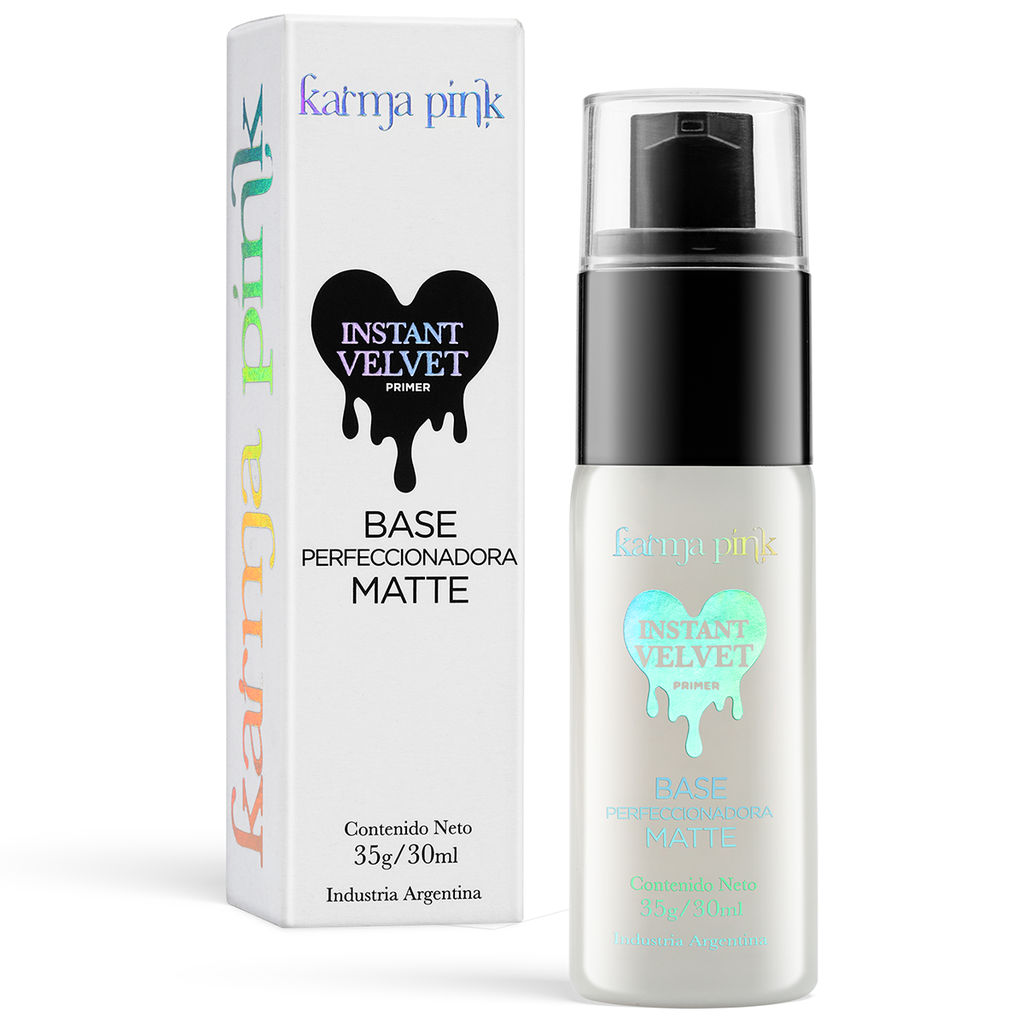 karma pink
karma pink
INSTANT
VELVET
PRIMER
BASE
PERFECCIONADORA
MATTE
Contenido Neto
35g/30ml
Industria Argentina
karma pink
INSTANT
VELVET
PRIMER
BASE
PERFECCIONADORA
MATTE
Contenido Neto
35g/30ml
Industria Argentina